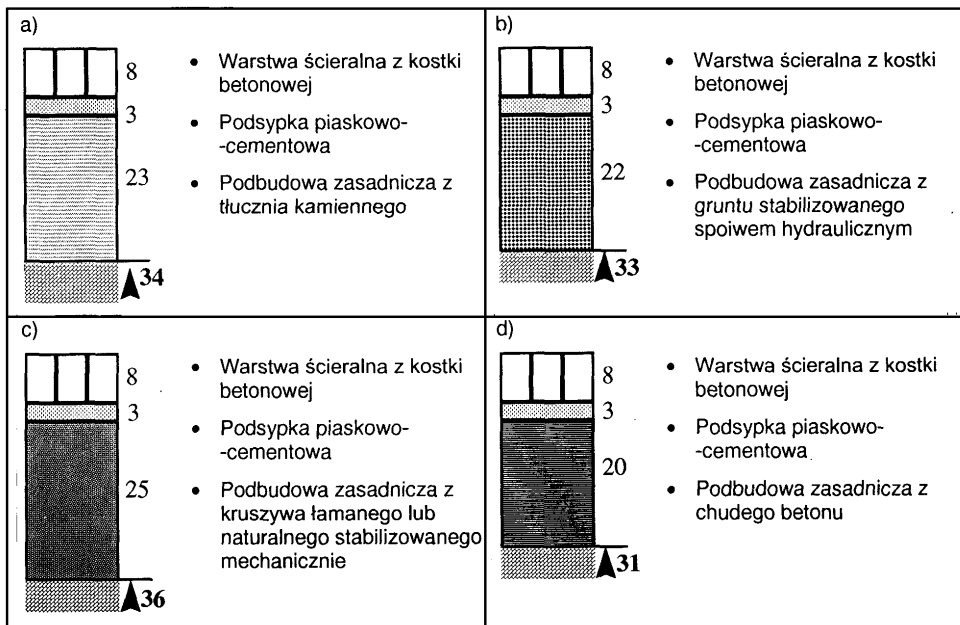 a)
8
3
23
34
• Warstwa ścieralna z kostki
betonowej
• Podsypka piaskowo-
-cementowa
• Podbudowa zasadnicza z
tłucznia kamiennego
b)
8
3
22
33
• Warstwa ścieralna z kostki
betonowej
• Podsypka piaskowo-
-cementowa
• Podbudowa zasadnicza z
gruntu stabilizowanego
spoiwem hydraulicznym
c)
8
3
25
36
• Warstwa ścieralna z kostki
betonowej
• Podsypka piaskowo-
-cementowa
• Podbudowa zasadnicza z
kruszywa łamanego lub
naturalnego stabilizowanego
mechanicznie
d)
8
3
20
31
• Warstwa ścieralna z kostki
betonowej
• Podsypka piaskowo-
-cementowa
• Podbudowa zasadnicza z
chudego betonu